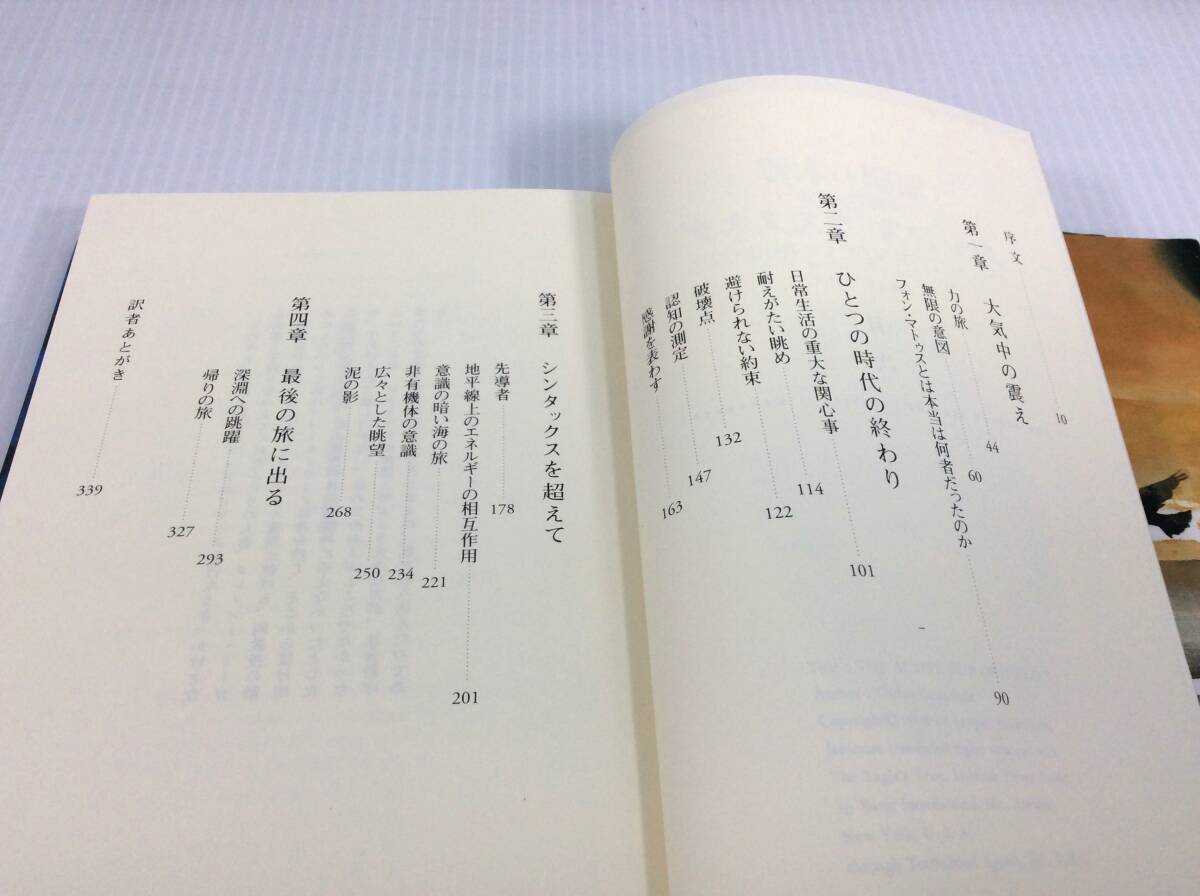 序文 10
第一章 大気中の震え
力の旅 44
無限の意図 60
フォン・マトゥスとは本当は何者だったのか 90
第二章 ひとつの時代の終わり
日常生活の重大な関心事 101
耐えがたい眺め 114
避けられない約束 122
破壊点 132
認知の測定 147
感謝を表わす 163
第三章 シンタックスを超えて
先導者 178
地平線上のエネルギーの相互作用 201
意識の暗い海の旅 221
非有機体の意識 234
広々とした眺望 250
泥の影 268
第四章 最後の旅に出る
深淵への跳躍 293
帰りの旅 327
訳者あとがき 339